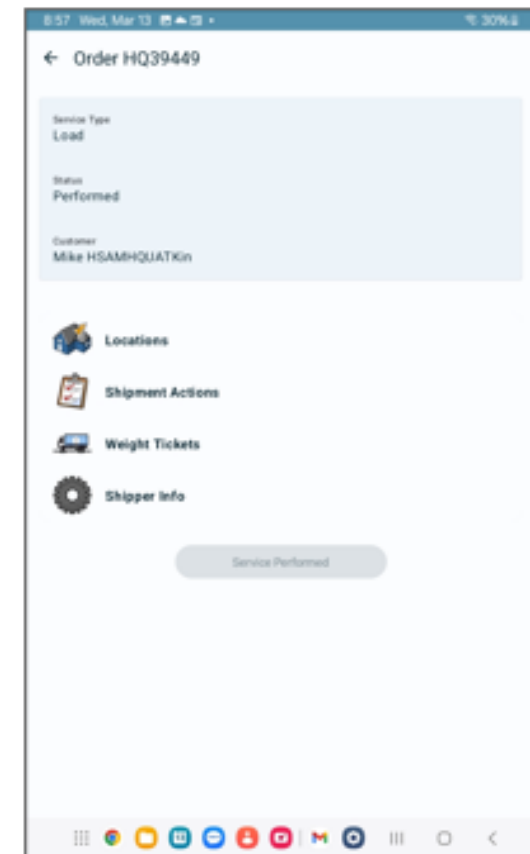 8:57 Wed, Mar 13
30%
Order HQ39449
Service Type
Load
Status
Performed
Customer
Mike HSAMHQUATKin
Locations
Shipment Actions
Weight Tickets
Shipper Info
Service Performed